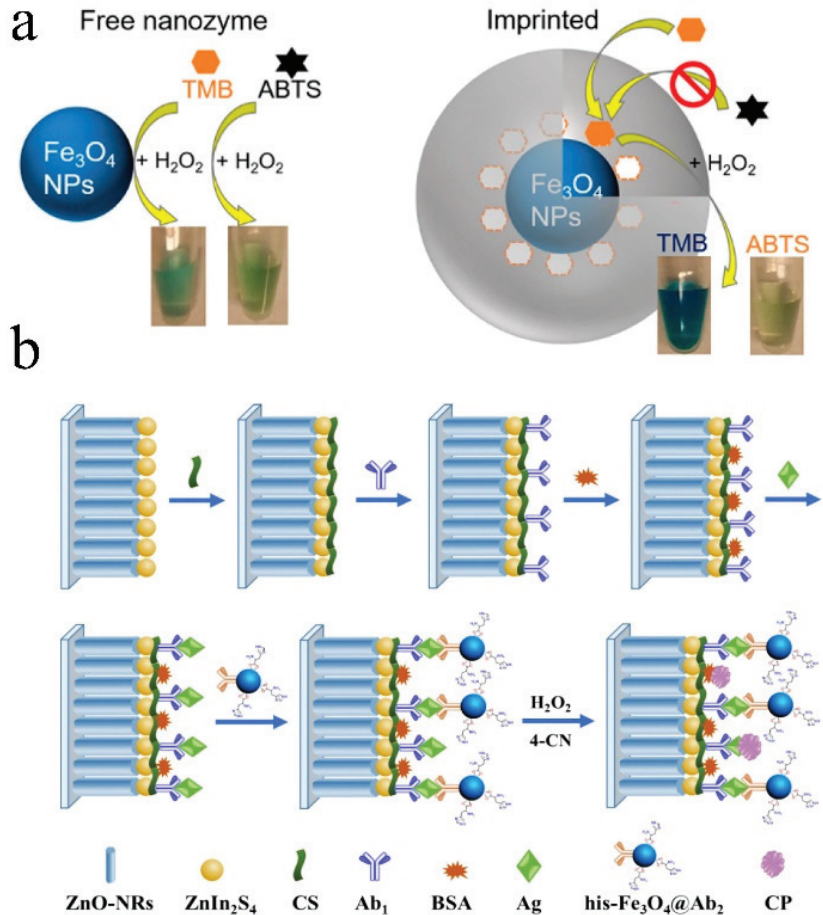 a
Free nanozyme
TMB
ABTS
Fe₃O₄
NPs
+ H₂O₂
+ H₂O₂
Imprinted
Fe₃O₄
NPs
+ H₂O₂
TMB
ABTS
b
H₂O₂
4-CN
ZnO-NRs
ZnIn₂S₄
CS
Ab₁
BSA
Ag
his-Fe₃O₄@Ab₂
CP